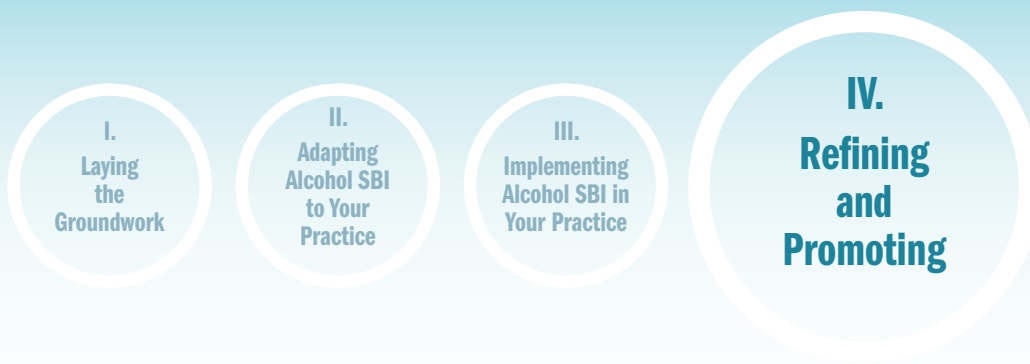 I.
Laying
the
Groundwork
II.
Adapting
Alcohol SBI
to Your
Practice
III.
Implementing
Alcohol SBI in
Your Practice
IV.
Refining
and
Promoting